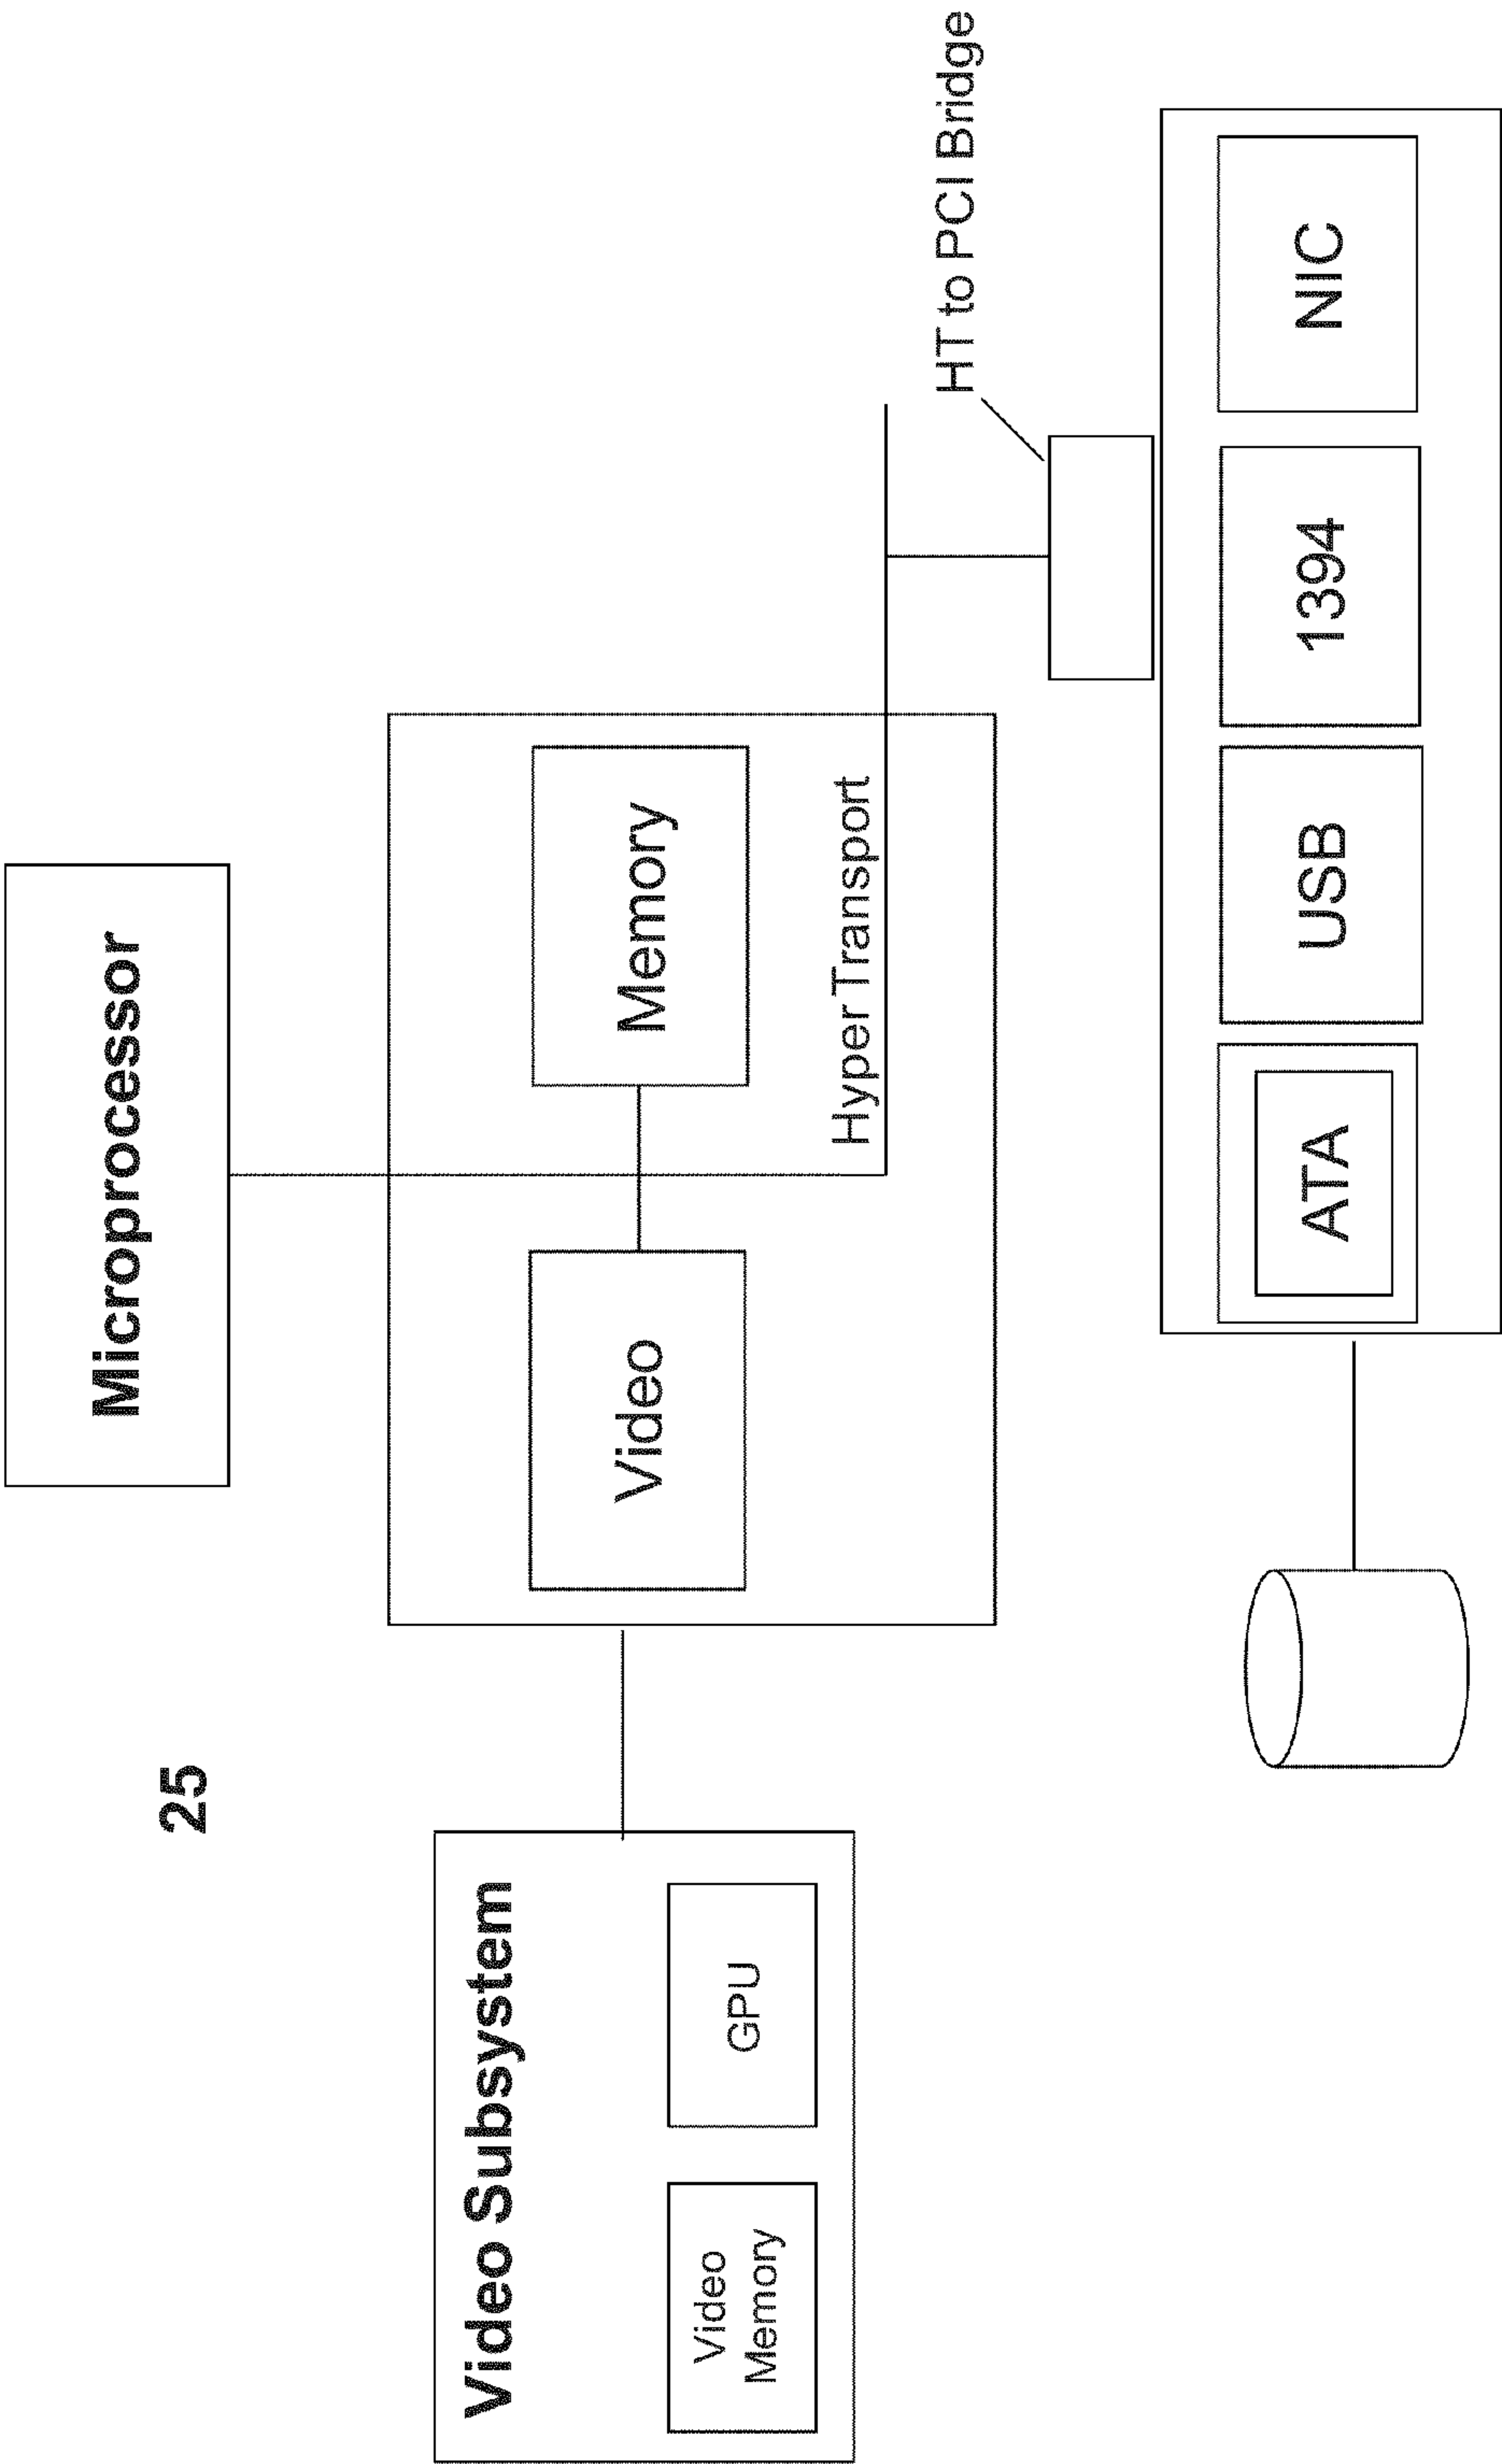 25
Microprocessor
Video Subsystem
Video
Memory
GPU
Video
Memory
Hyper Transport
HT to PCI Bridge
ATA
USB
1394
NIC